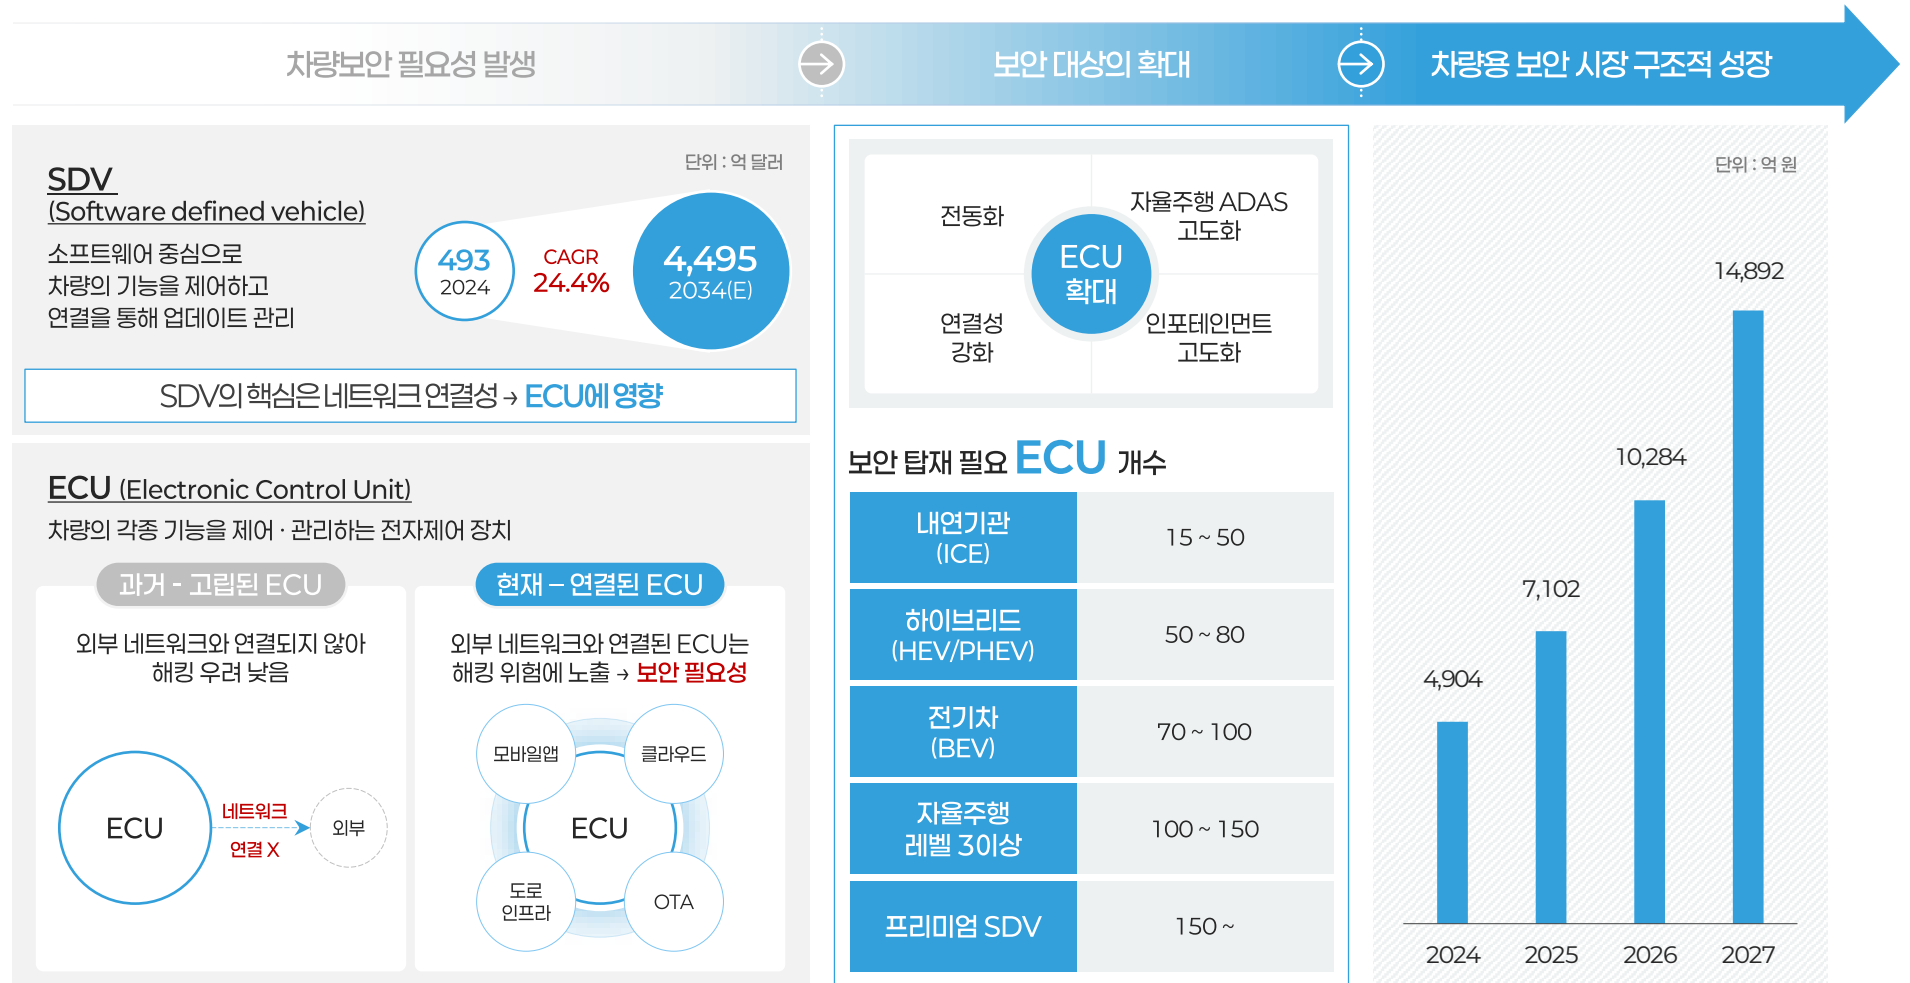 차량보안 필요성 발생
보안 대상의 확대
차량용 보안 시장 구조적 성장
단위 : 억 달러
SDV
(Software defined vehicle)
소프트웨어 중심으로
차량의 기능을 제어하고
연결을 통해 업데이트 관리
493
2024
CAGR
24.4%
4,495
2034(E)
SDV의 핵심은 네트워크 연결성 → ECU에 영향
ECU (Electronic Control Unit)
차량의 각종 기능을 제어 · 관리하는 전자제어 장치
과거 - 고립된 ECU
외부 네트워크와 연결되지 않아
해킹 우려 낮음
ECU
네트워크
연결 X
외부
현재 – 연결된 ECU
외부 네트워크와 연결된 ECU는
해킹 위험에 노출 → 보안 필요성
모바일앱
클라우드
ECU
도로
인프라
OTA
전동화
자율주행 ADAS
고도화
ECU
확대
연결성
강화
인포테인먼트
고도화
보안 탑재 필요 ECU 개수
내연기관
(ICE)
15 ~ 50
하이브리드
(HEV/PHEV)
50 ~ 80
전기차
(BEV)
70 ~ 100
자율주행
레벨 3이상
100 ~ 150
프리미엄 SDV
150 ~
단위 : 억 원
4,904
7,102
10,284
14,892
2024
2025
2026
2027